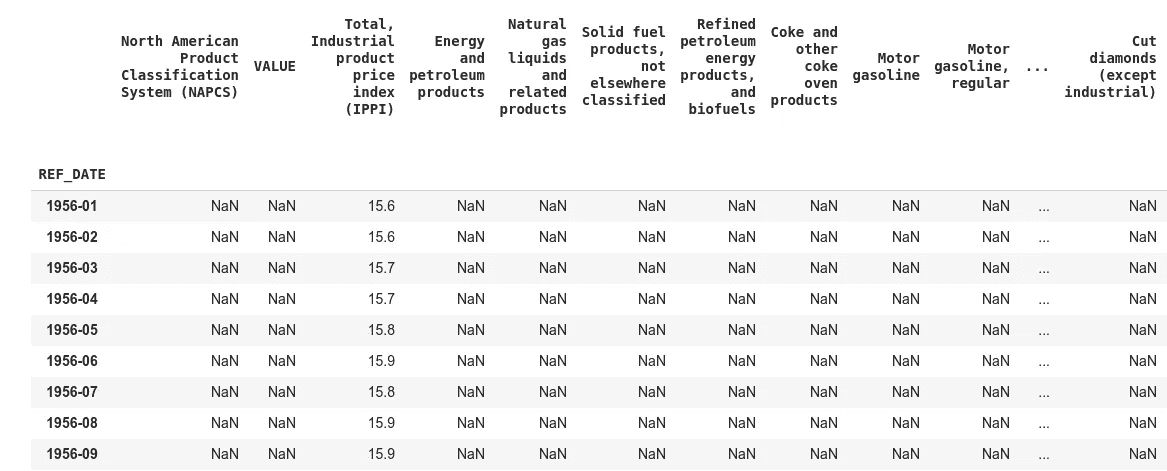 Total, Natural Refined
North American Industrial Energy gas Solid fuel petroleum Coke and Motor Cut
Product product and liquids products, energy other Motor gasoline, diamonds
Classification VALUE price petroleum and not products, coke gasoline regular ... (except
System (NAPCS) index products related elsewhere and oven industrial)
(IPPI) products classified biofuels products
REF_DATE
1956-01 NaN NaN 15.6 NaN NaN NaN NaN NaN NaN NaN ... NaN
1956-02 NaN NaN 15.6 NaN NaN NaN NaN NaN NaN NaN ... NaN
1956-03 NaN NaN 15.7 NaN NaN NaN NaN NaN NaN NaN ... NaN
1956-04 NaN NaN 15.7 NaN NaN NaN NaN NaN NaN NaN ... NaN
1956-05 NaN NaN 15.8 NaN NaN NaN NaN NaN NaN NaN ... NaN
1956-06 NaN NaN 15.9 NaN NaN NaN NaN NaN NaN NaN ... NaN
1956-07 NaN NaN 15.8 NaN NaN NaN NaN NaN NaN NaN ... NaN
1956-08 NaN NaN 15.9 NaN NaN NaN NaN NaN NaN NaN ... NaN
1956-09 NaN NaN 15.9 NaN NaN NaN NaN NaN NaN NaN ... NaN